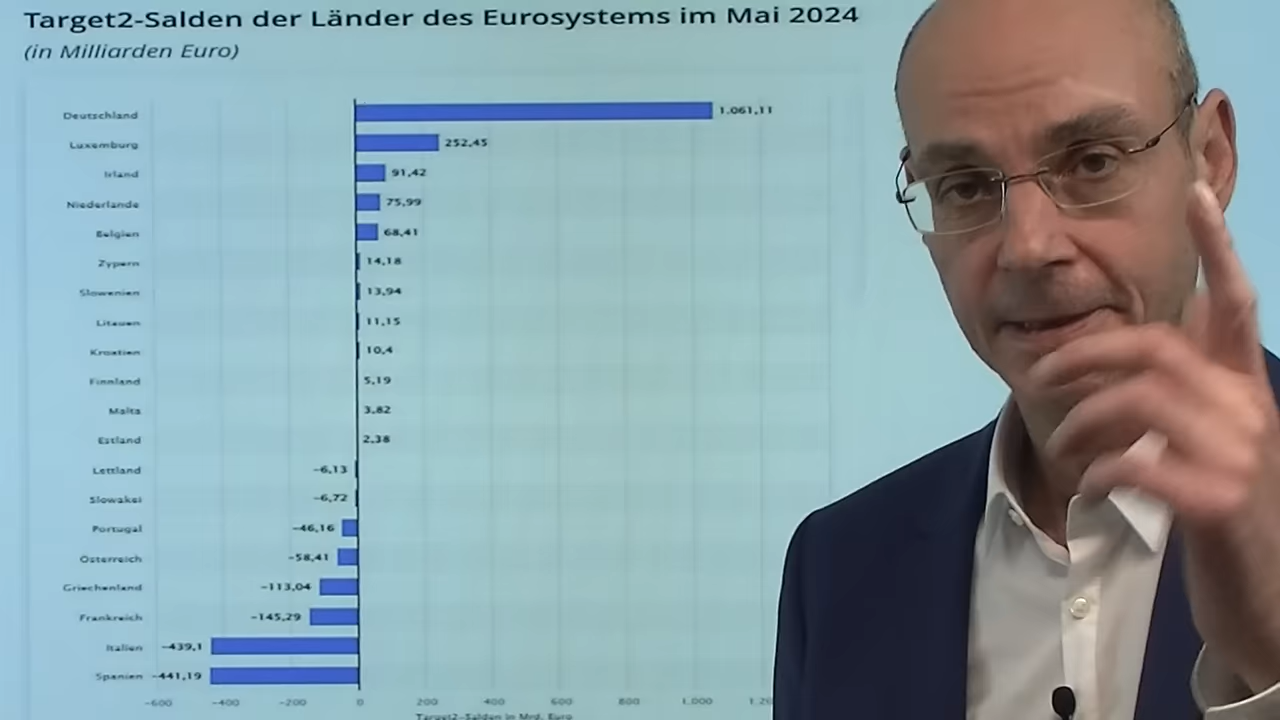 Target2-Salden der Länder des Eurosystems im Mai 2024
(in Milliarden Euro)
Deutschland 1.061,11
Luxemburg 252,45
Irland 91,42
Niederlande 75,99
Belgien 68,41
Zypern 14,18
Slowenien 13,94
Litauen 11,15
Kroatien 10,4
Finnland 5,19
Malta 3,82
Estland 2,38
Lettland -6,13
Slowakei -6,72
Portugal -46,16
Österreich -58,41
Griechenland -113,04
Frankreich -145,29
Italien -439,1
Spanien -441,19
-600 -400 -200 0 200 400 600 800 1.000 1.20
Target2-Salden in Mrd. Euro